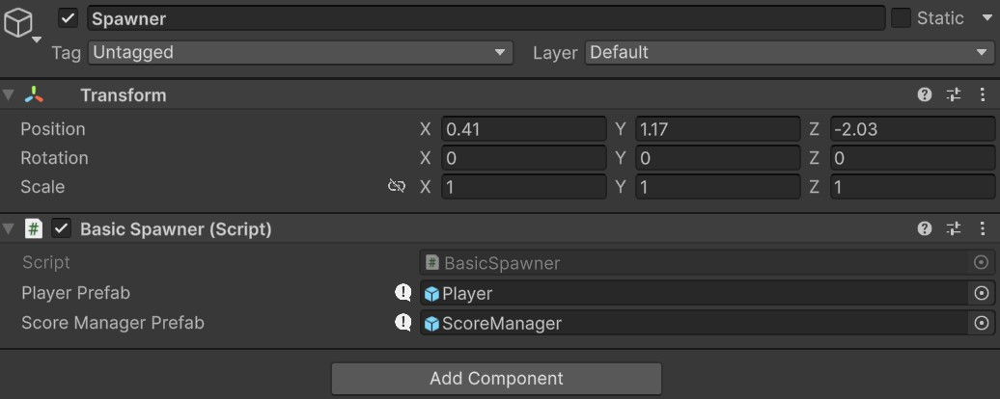 Spawner Static
Tag Untagged Layer Default
Transform
Position X 0.41 Y 1.17 Z -2.03
Rotation X 0 Y 0 Z 0
Scale X 1 Y 1 Z 1
# Basic Spawner (Script)
Script # BasicSpawner
Player Prefab ! Player
Score Manager Prefab ! ScoreManager
Add Component